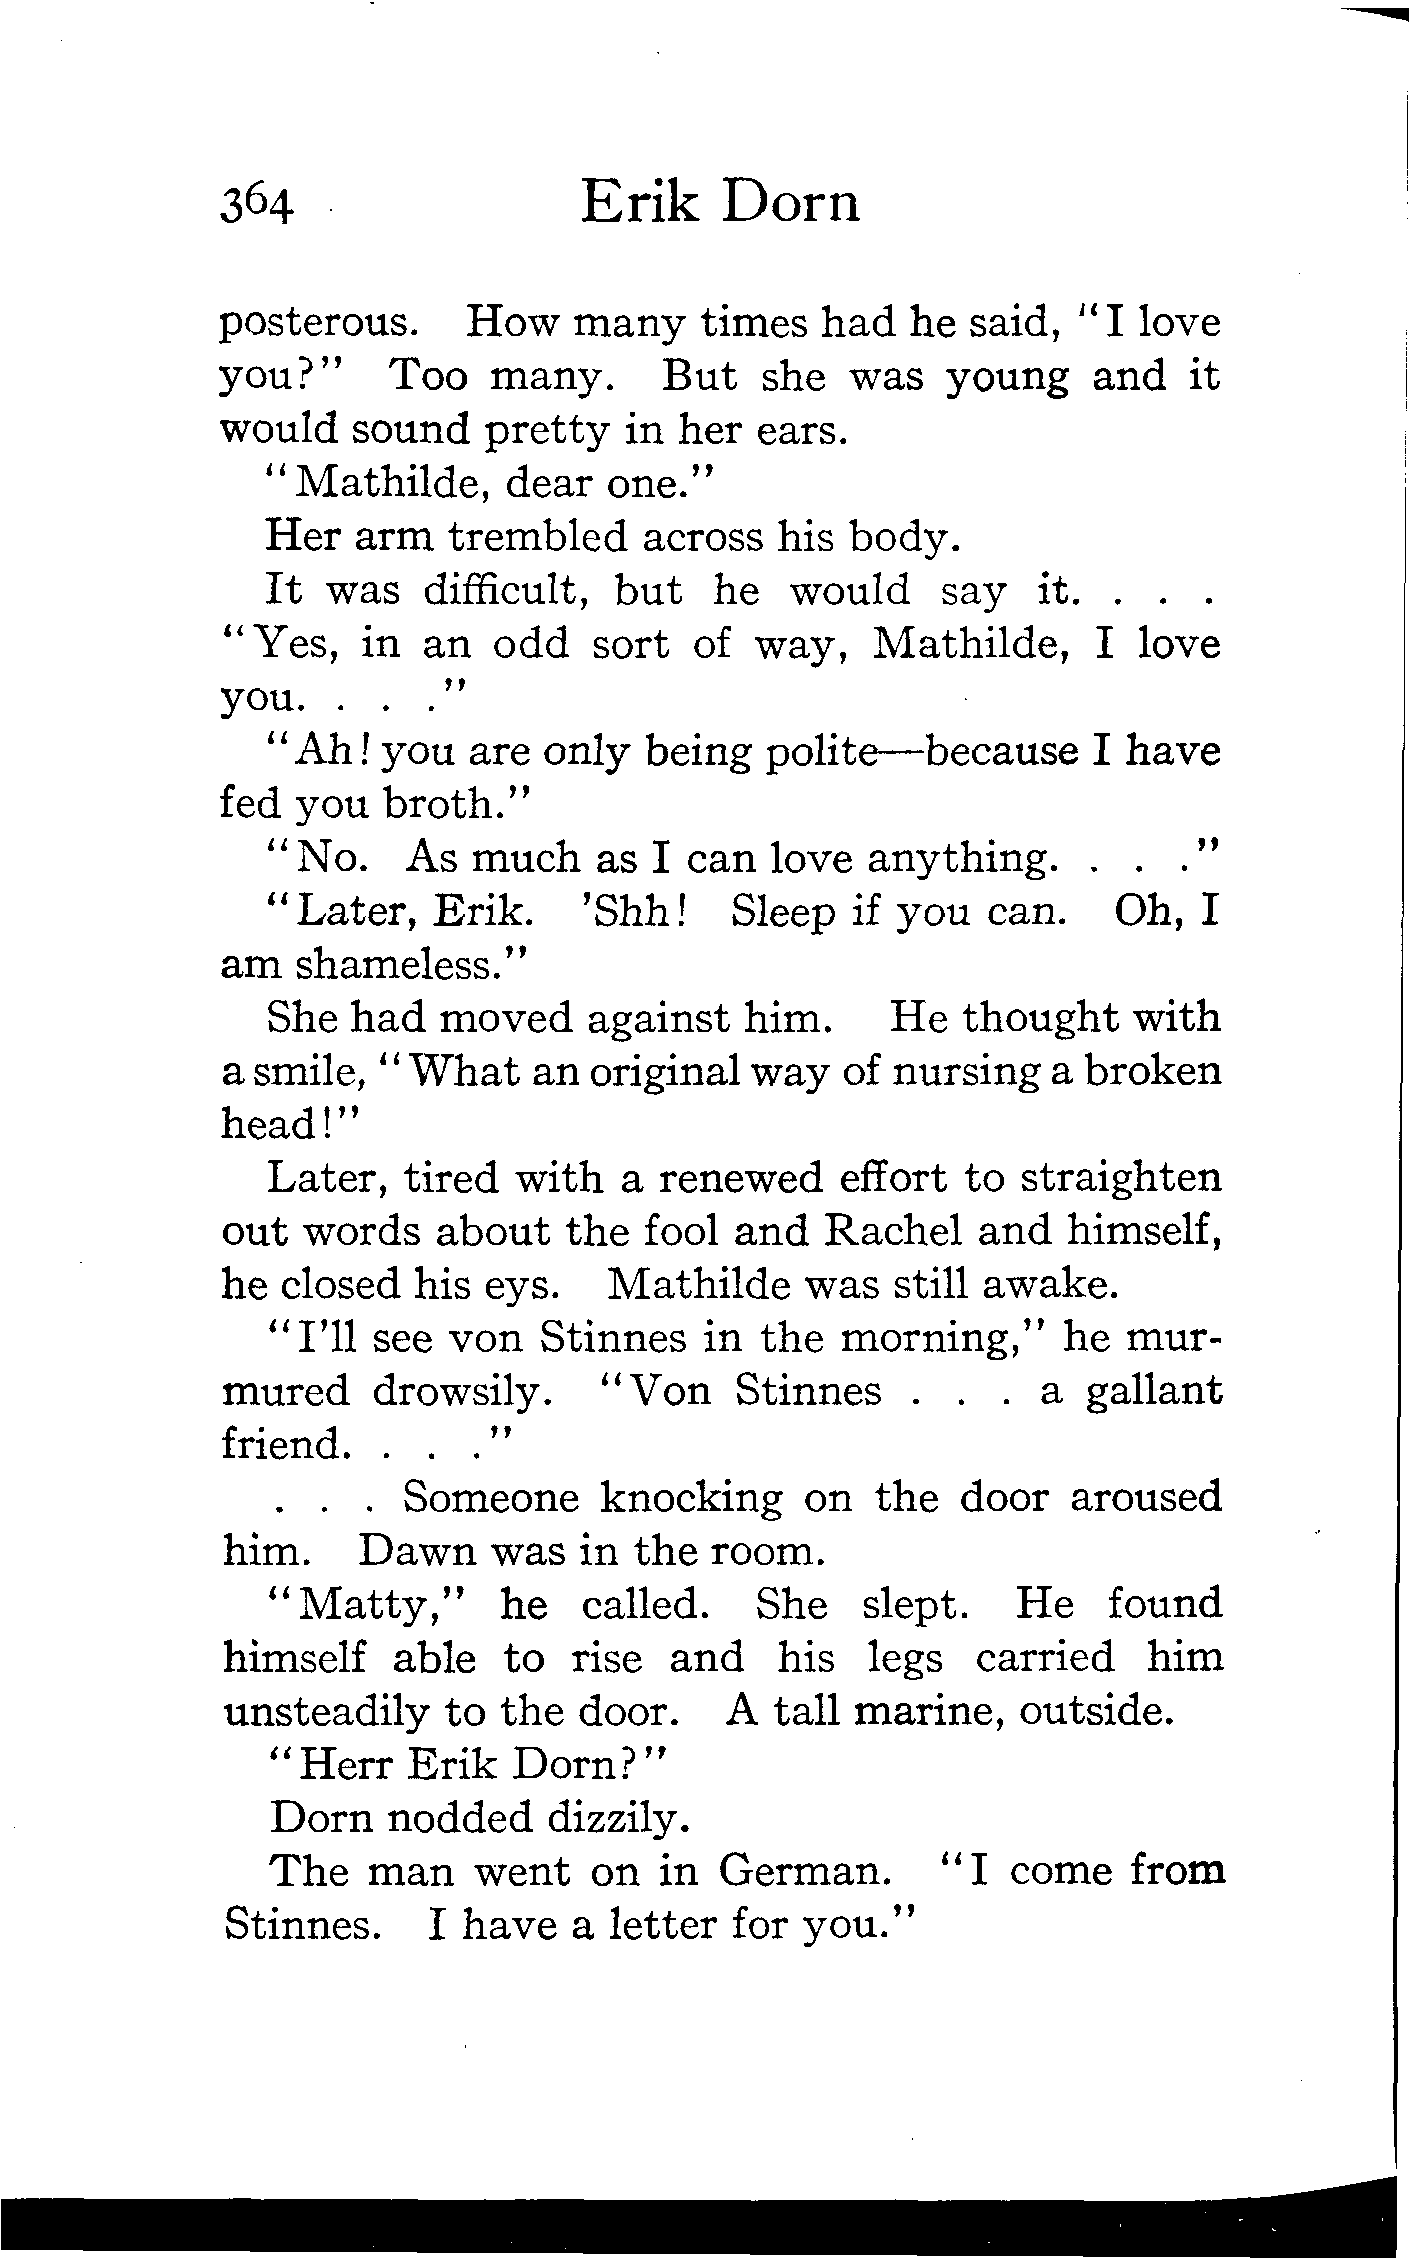 364 Erik Dorn
posterous. How many times had he said, "I love
you?" Too many. But she was young and it
would sound pretty in her ears.
"Mathilde, dear one."
Her arm trembled across his body.
It was difficult, but he would say it. . . .
"Yes, in an odd sort of way, Mathilde, I love
you. . . ."
"Ah! you are only being polite—because I have
fed you broth."
"No. As much as I can love anything. . . ."
"Later, Erik. 'Shh! Sleep if you can. Oh, I
am shameless."
She had moved against him. He thought with
a smile, "What an original way of nursing a broken
head!"
Later, tired with a renewed effort to straighten
out words about the fool and Rachel and himself,
he closed his eys. Mathilde was still awake.
"I'll see von Stinnes in the morning," he mur-
mured drowsily. "Von Stinnes . . . a gallant
friend. . . ."
. . . Someone knocking on the door aroused
him. Dawn was in the room.
"Matty," he called. She slept. He found
himself able to rise and his legs carried him
unsteadily to the door. A tall marine, outside.
"Herr Erik Dorn?"
Dorn nodded dizzily.
The man went on in German. "I come from
Stinnes. I have a letter for you."